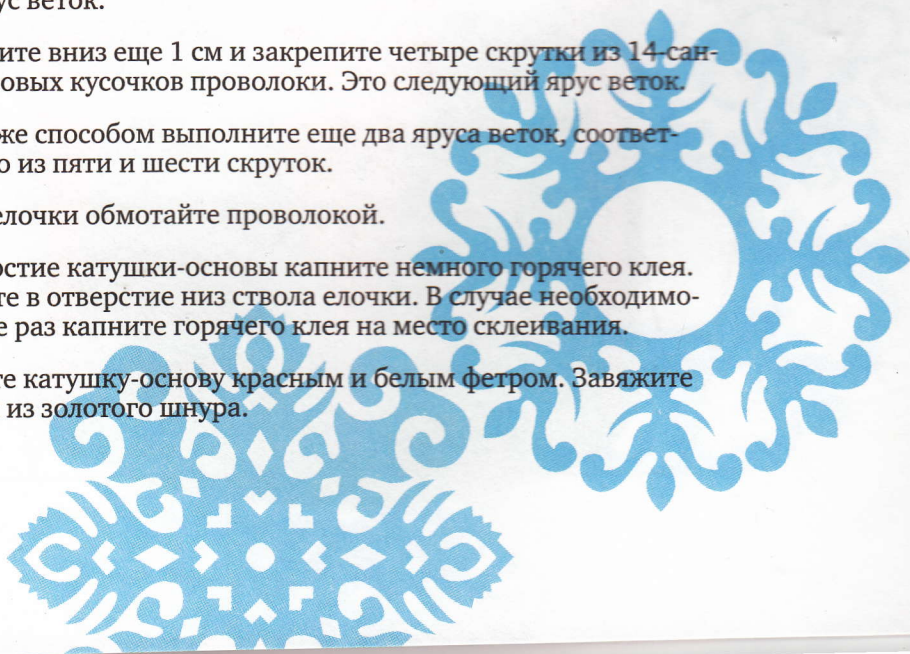 ус веток.
ите вниз еще 1 см и закрепите четыре скрутки из 14-сан-
овых кусочков проволоки. Это следующий ярус веток.
же способом выполните еще два яруса веток, соответ-
о из пяти и шести скруток.
елочки обмотайте проволокой.
рстие катушки-основы капните немного горячего клея.
те в отверстие низ ствола елочки. В случае необходимо-
е раз капните горячего клея на место склеивания.
те катушку-основу красным и белым фетром. Завяжите
из золотого шнура.